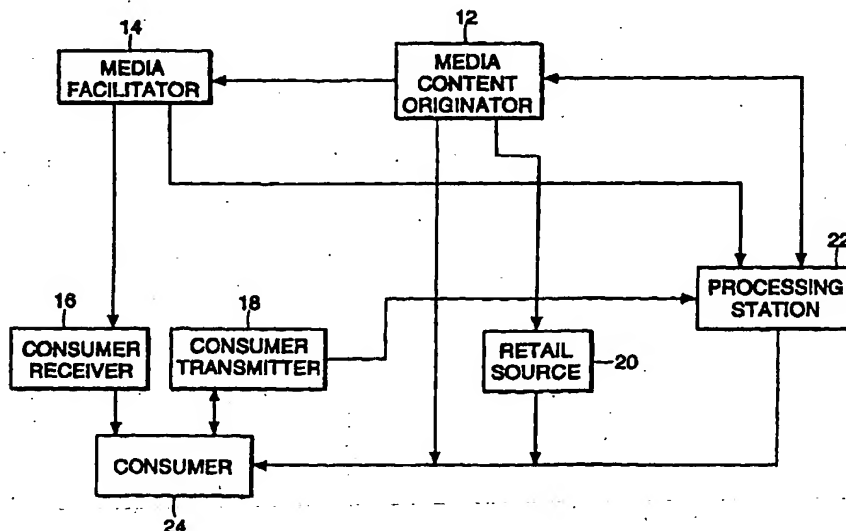 14
MEDIA
FACILITATOR
12
MEDIA
CONTENT
ORIGINATOR
22
PROCESSING
STATION
16
CONSUMER
RECEIVER
18
CONSUMER
TRANSMITTER
RETAIL
SOURCE
20
CONSUMER
24